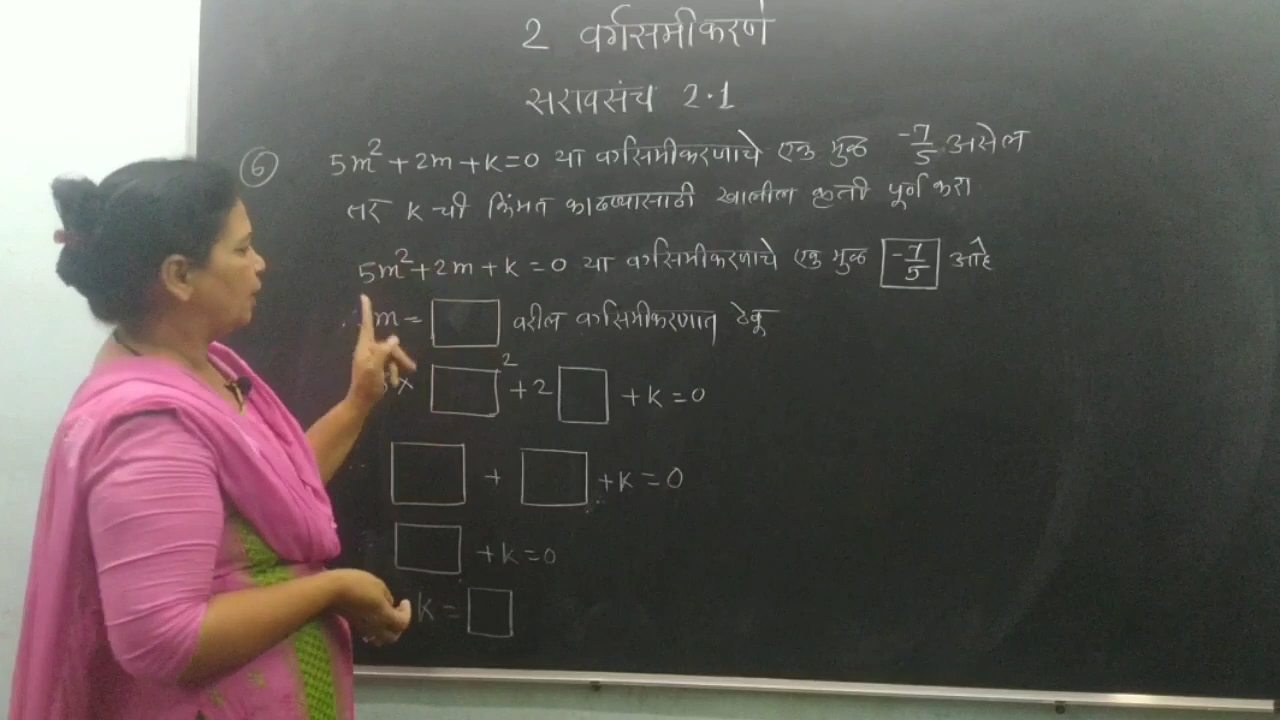 2 वर्गसमीकरणे
सरावसंच 2.1
6 5m² + 2m + k = 0 या वर्गसमीकरणाचे एक मुळ -7/5 असेल
तर k ची किंमत काढण्यासाठी खालील कृती पूर्ण करा
5m² + 2m + k = 0 या वर्गसमीकरणाचे एक मुळ -7/5 आहे
m = □ वरील वर्गसमीकरणात ठेवू
× □² + 2 □ + k = 0
□ + □ + k = 0
□ + k = 0
k = □